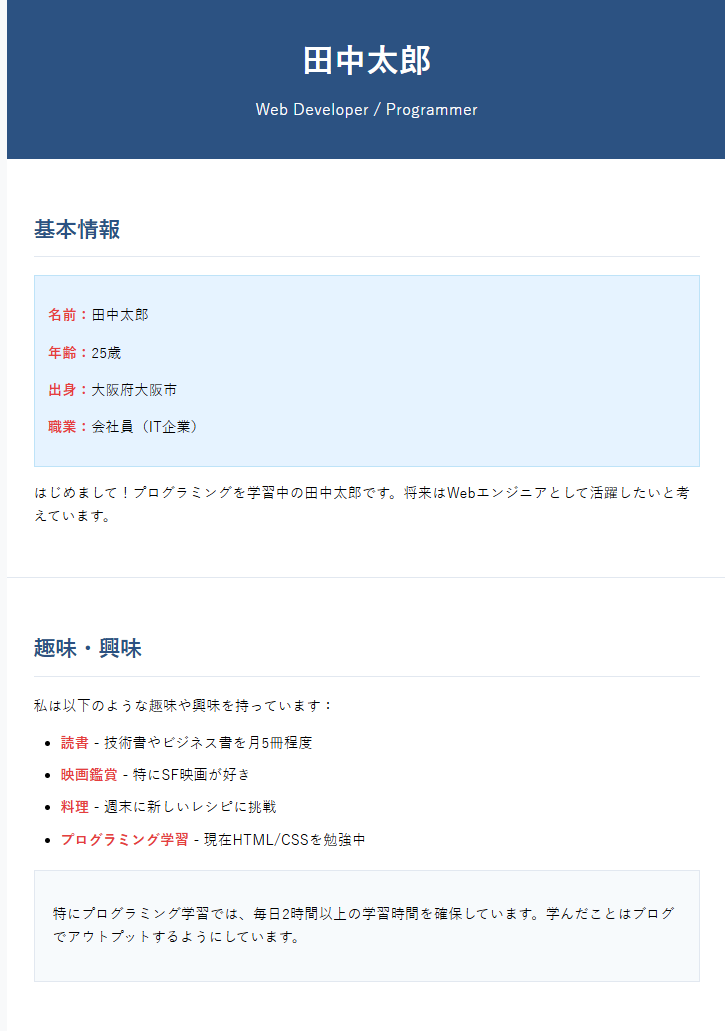 田中太郎
Web Developer / Programmer
基本情報
名前：田中太郎
年齢：25歳
出身：大阪府大阪市
職業：会社員（IT企業）
はじめまして！プログラミングを学習中の田中太郎です。将来はWebエンジニアとして活躍したいと考
えています。
趣味・興味
私は以下のような趣味や興味を持っています：
• 読書 - 技術書やビジネス書を月5冊程度
• 映画鑑賞 - 特にSF映画が好き
• 料理 - 週末に新しいレシピに挑戦
• プログラミング学習 - 現在HTML/CSSを勉強中
特にプログラミング学習では、毎日2時間以上の学習時間を確保しています。学んだことはブログ
でアウトプットするようにしています。